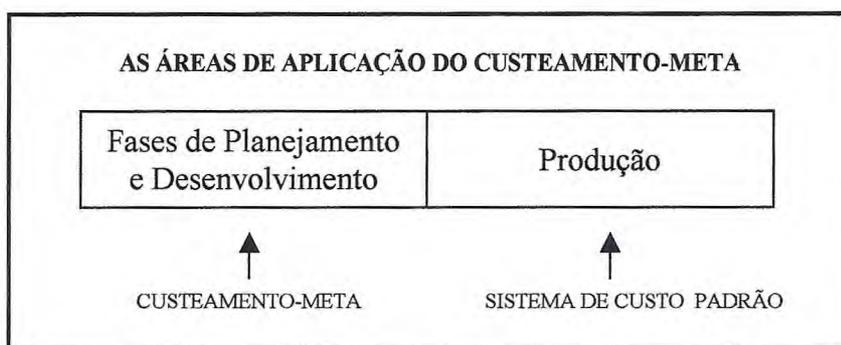 AS ÁREAS DE APLICAÇÃO DO CUSTEAMENTO-META
Fases de Planejamento
e Desenvolvimento
Produção
CUSTEAMENTO-META
SISTEMA DE CUSTO PADRÃO